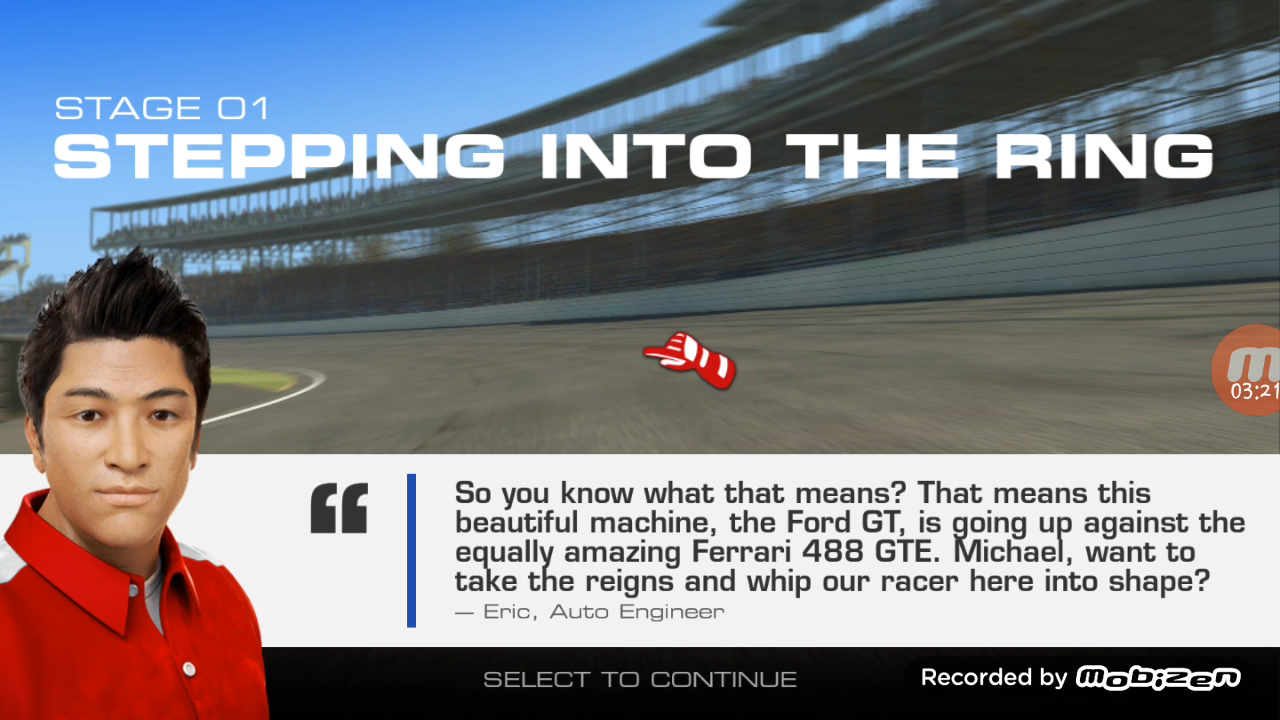 STAGE 01
STEPPING INTO THE RING
03:21
“
So you know what that means? That means this
beautiful machine, the Ford GT, is going up against the
equally amazing Ferrari 488 GTE. Michael, want to
take the reigns and whip our racer here into shape?
— Eric, Auto Engineer
SELECT TO CONTINUE
Recorded by mobizen